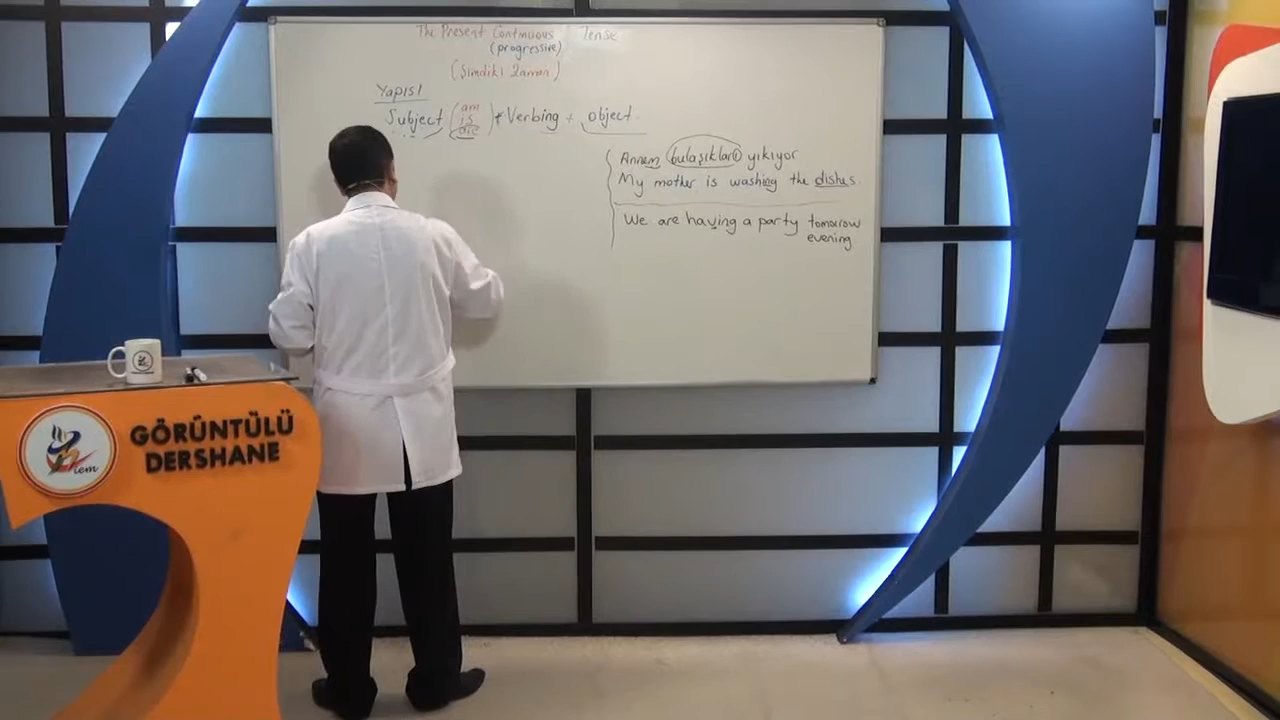 The Present Continuous Tense
(progressive)
(Şimdiki Zaman)
Yapısı
Subject (am is are) + Verbing + object
Annem bulaşıkları yıkıyor
My mother is washing the dishes.
We are having a party tomorrow
evening
GÖRÜNTÜLÜ
DERSHANE
iem